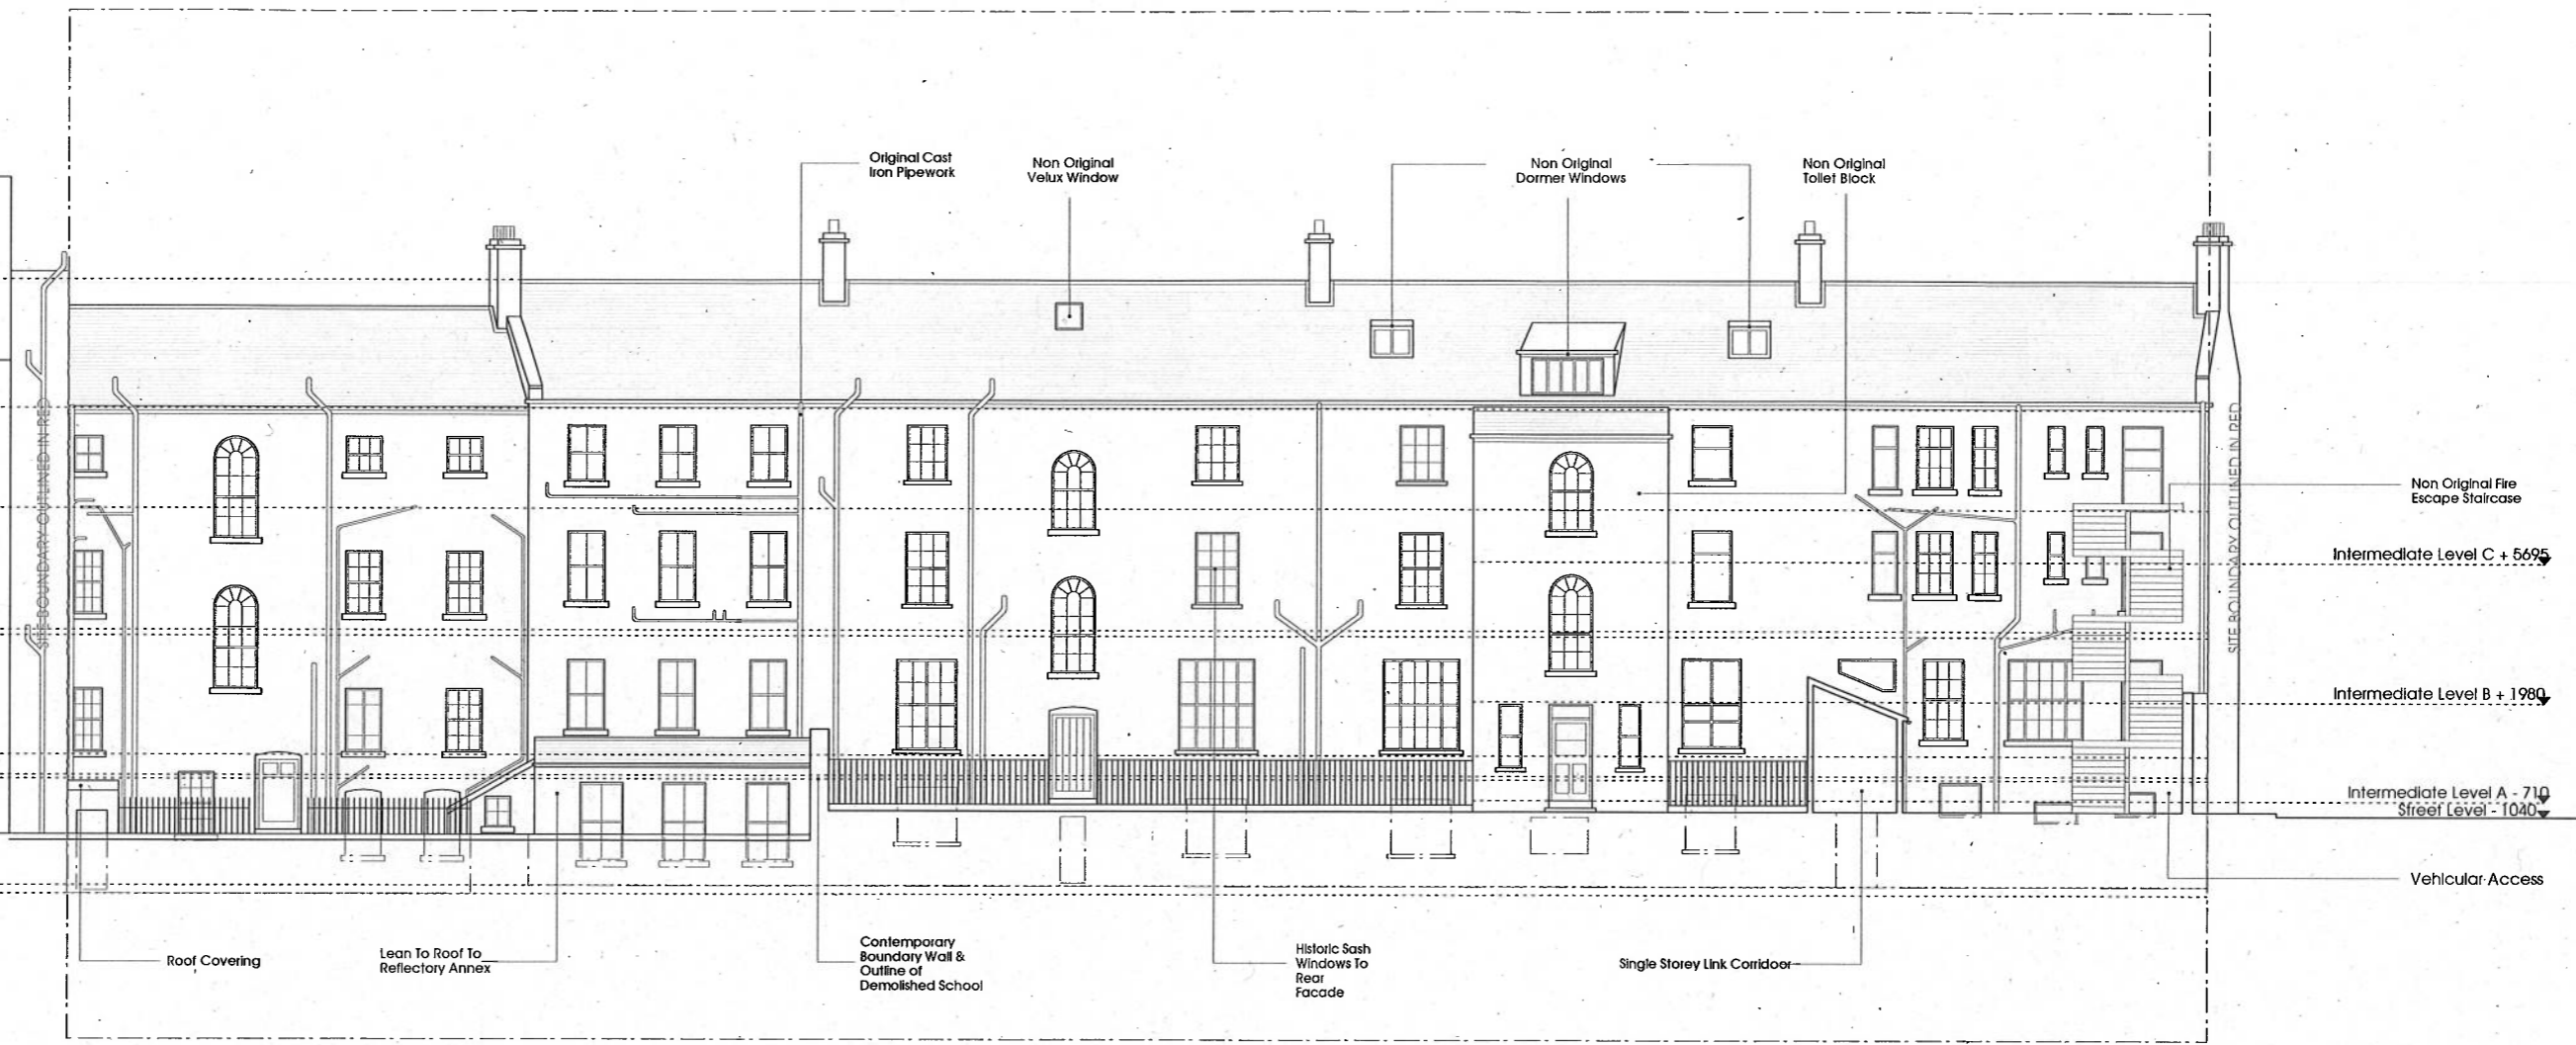 Original Cast
Iron Pipework
Non Original
Velux Window
Non Original
Dormer Windows
Non Original
Toilet Block
SITE BOUNDARY OUTLINED IN RED
SITE BOUNDARY OUTLINED IN RED
Non Original Fire
Escape Staircase
Intermediate Level C + 5695
Intermediate Level B + 1980
Intermediate Level A - 710
Street Level - 1040
Vehicular Access
Roof Covering
Lean To Roof To
Reflectory Annex
Contemporary
Boundary Wall &
Outline of
Demolished School
Historic Sash
Windows To
Rear
Facade
Single Storey Link Corridoor